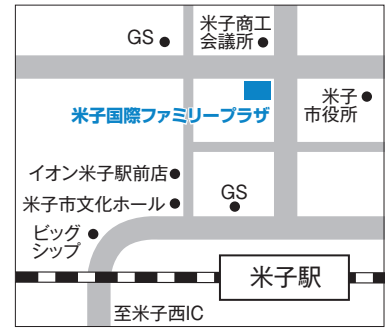 GS
米子商工
会議所
米子
市役所
米子国際ファミリープラザ
イオン米子駅前店
米子市文化ホール
GS
ビッグ
シップ
米子駅
至米子西IC